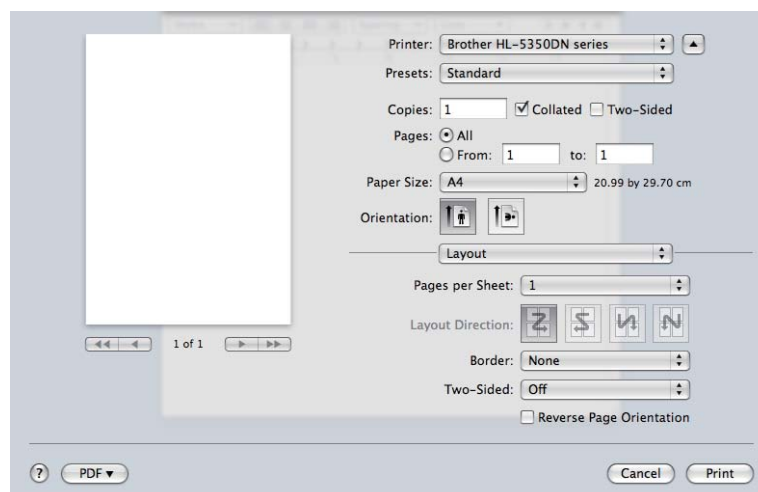 Printer: Brother HL-5350DN series
Presets: Standard
Copies: 1 Collated Two-Sided
Pages: All
From: 1 to: 1
Paper Size: A4 20.99 by 29.70 cm
Orientation:
Layout
Pages per Sheet: 1
Layout Direction:
Border: None
Two-Sided: Off
Reverse Page Orientation
1 of 1
? PDF Cancel Print